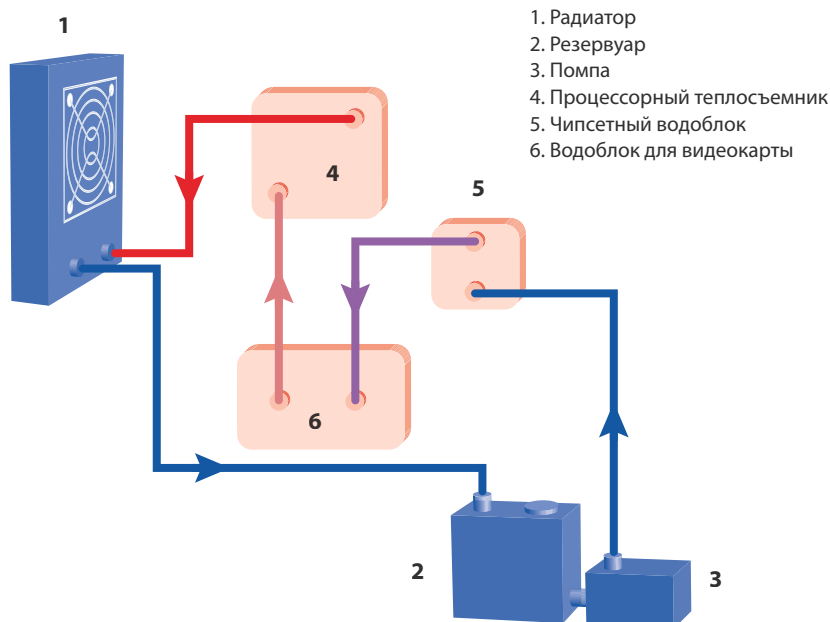 1
1. Радиатор
2. Резервуар
3. Помпа
4. Процессорный теплосъемник
5. Чипсетный водоблок
6. Водоблок для видеокарты
4
5
6
2
3